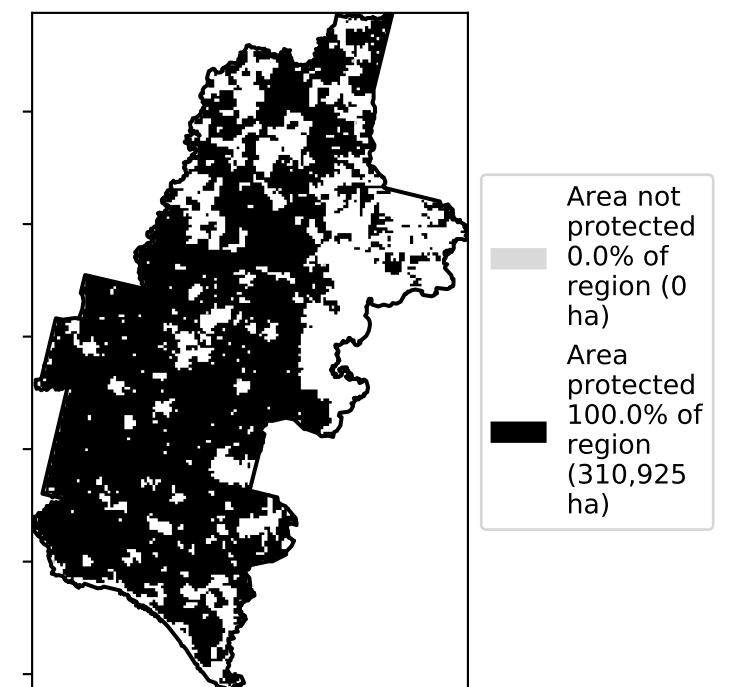 Area not
protected
0.0% of
region (0
ha)
Area
protected
100.0% of
region
(310,925
ha)